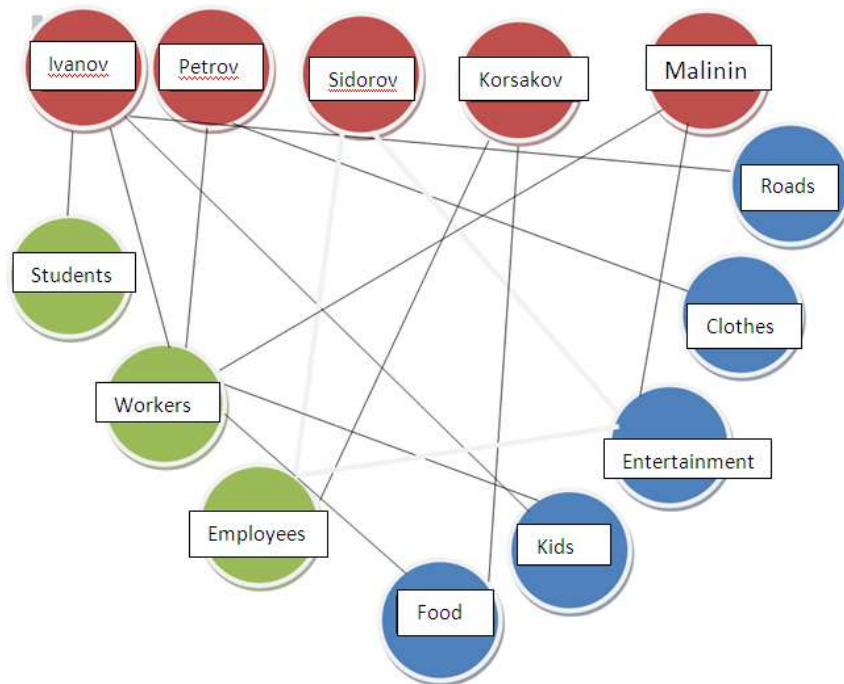 Ivanov
Petrov
Sidorov
Korsakov
Malinin
Roads
Students
Clothes
Workers
Entertainment
Employees
Kids
Food